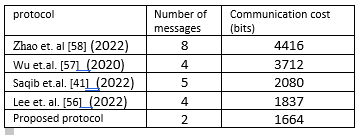 protocol Number of messages Communication cost (bits)
Zhao et. al [58] (2022) 8 4416
Wu et.al. [57] (2020) 4 3712
Saqib et.al. [41] (2022) 5 2080
Lee et. al. [56] (2022) 4 1837
Proposed protocol 2 1664